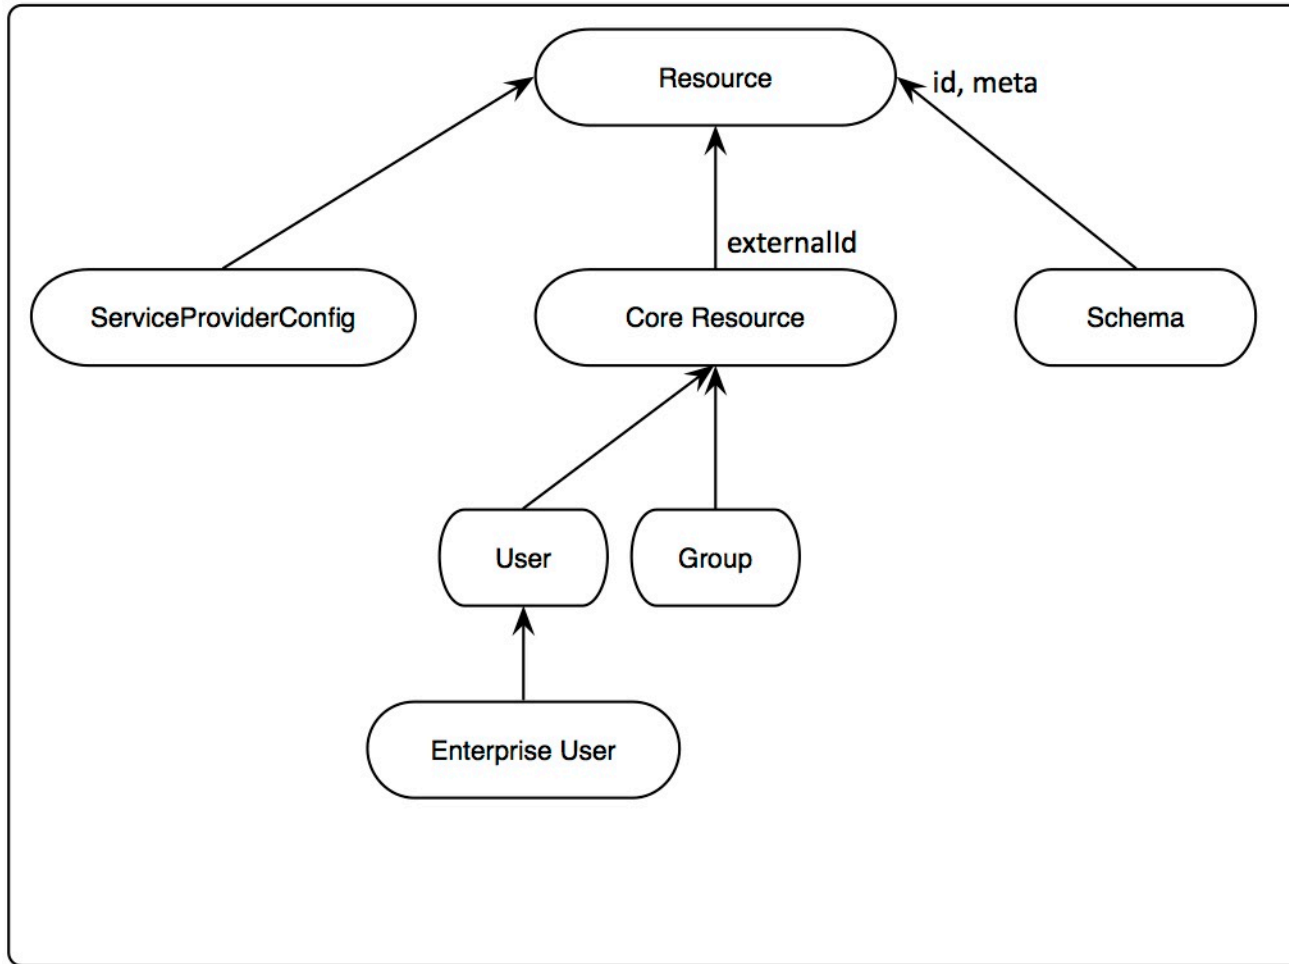 Resource
id, meta
externalId
ServiceProviderConfig
Core Resource
Schema
User
Group
Enterprise User